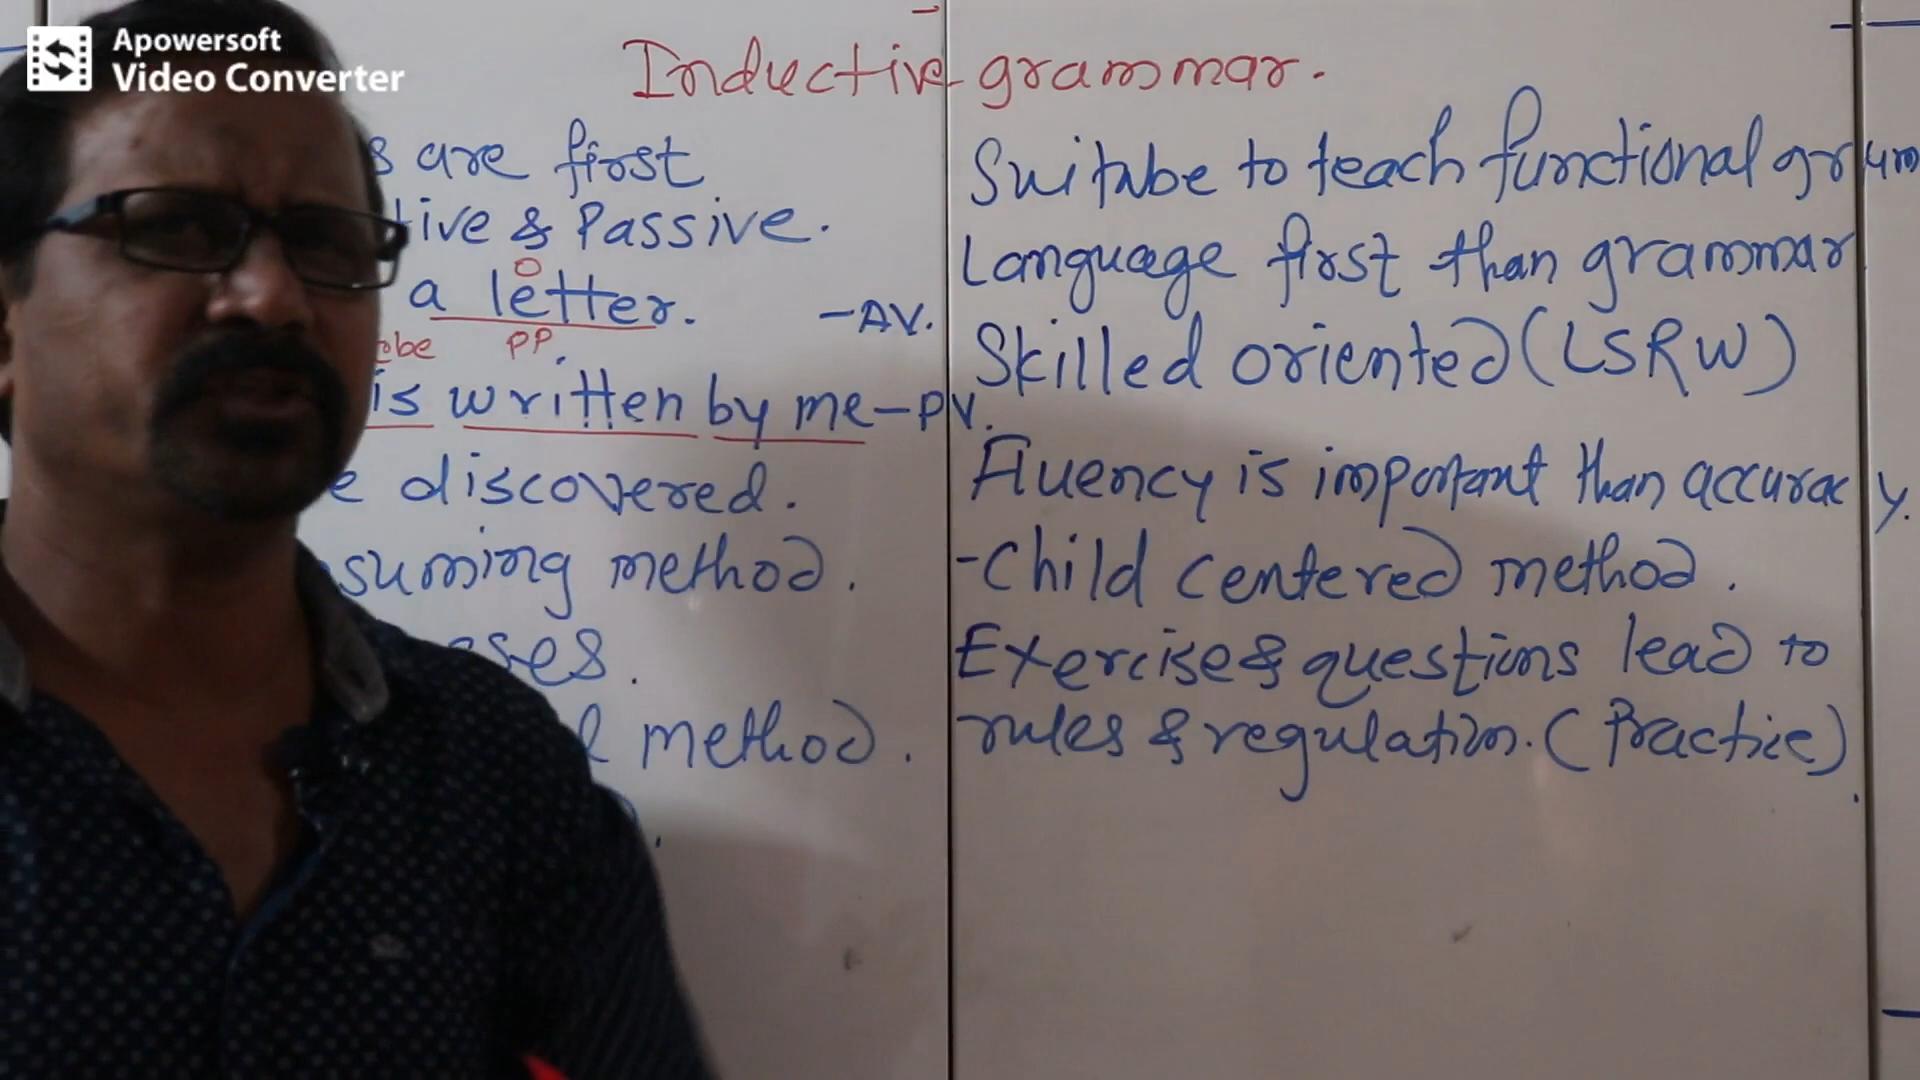 Apowersoft
Video Converter
Inductive grammar.
s are first
tive & Passive.
O
a letter. -AV.
obe PP.
is written by me-PV.
e discovered.
suming method.
ses.
method.
Suitabe to teach functional gram
Language first than grammar
Skilled oriented (LSRW)
Fluency is important than accuracy.
-Child centered method.
Exercise & questions lead to
rules & regulation. (Practice)